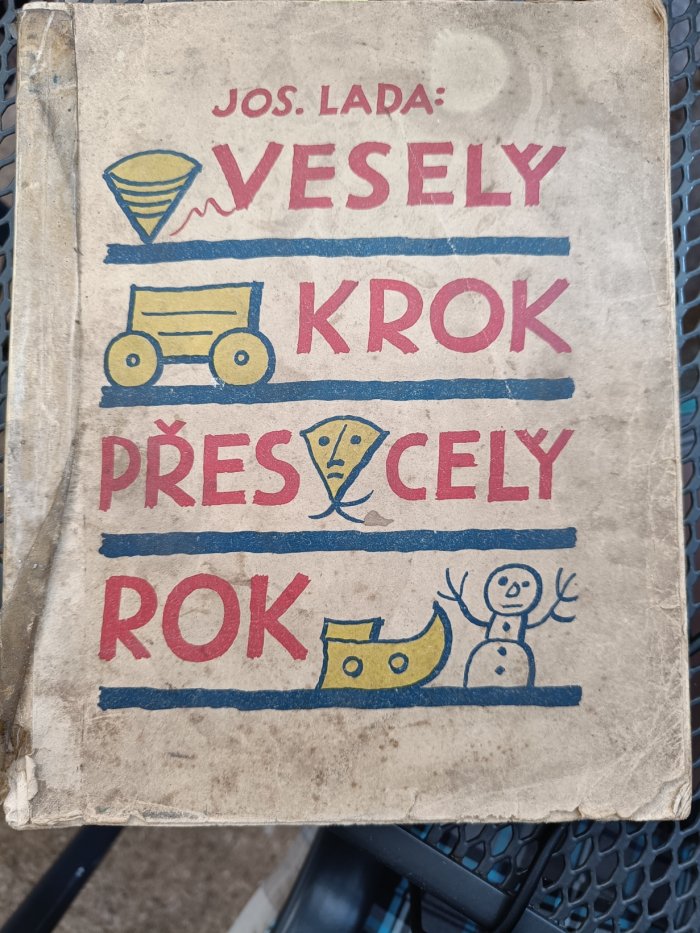 JOS. LADA:
VESELÝ
KROK
PŘES CELÝ
ROK